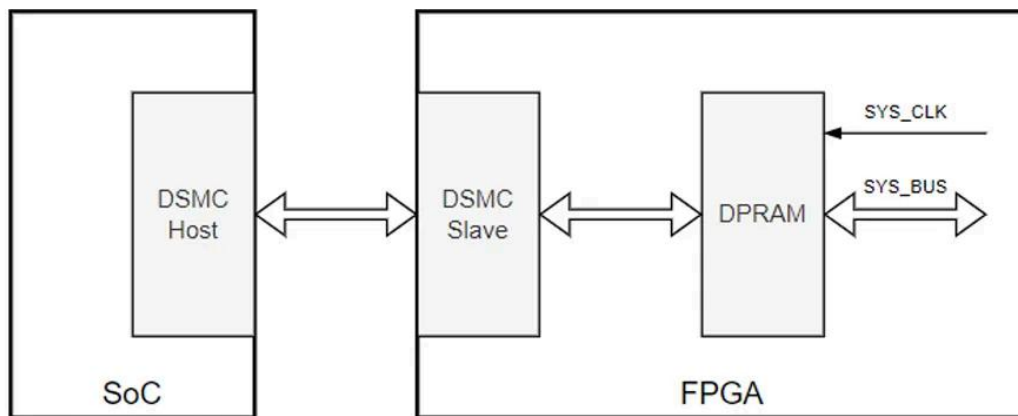 SYS_CLK
DSMC
Host
DSMC
Slave
DPRAM
SYS_BUS
SoC
FPGA